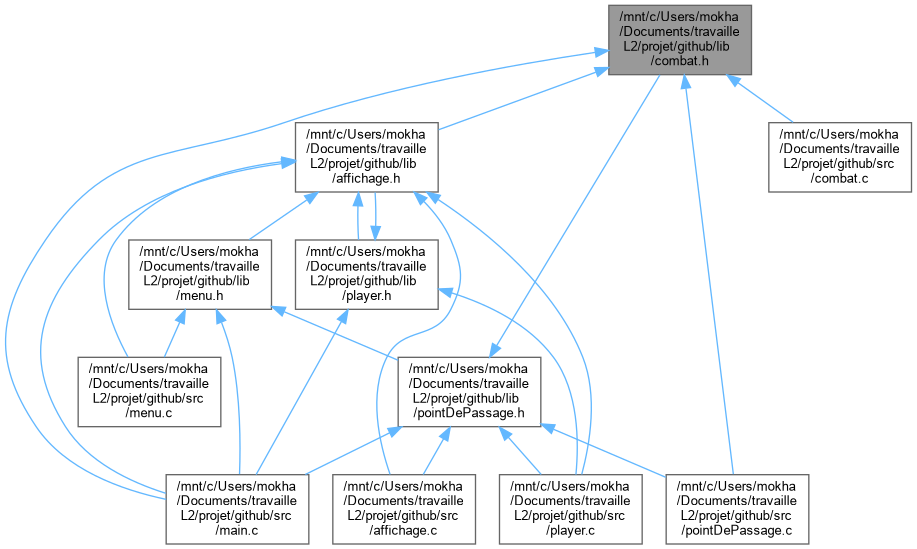 /mnt/c/Users/mokha
/Documents/travaille
L2/projet/github/lib
/combat.h
/mnt/c/Users/mokha
/Documents/travaille
L2/projet/github/lib
/affichage.h
/mnt/c/Users/mokha
/Documents/travaille
L2/projet/github/src
/combat.c
/mnt/c/Users/mokha
/Documents/travaille
L2/projet/github/lib
/menu.h
/mnt/c/Users/mokha
/Documents/travaille
L2/projet/github/lib
/player.h
/mnt/c/Users/mokha
/Documents/travaille
L2/projet/github/src
/menu.c
/mnt/c/Users/mokha
/Documents/travaille
L2/projet/github/lib
/pointDePassage.h
/mnt/c/Users/mokha
/Documents/travaille
L2/projet/github/src
/main.c
/mnt/c/Users/mokha
/Documents/travaille
L2/projet/github/src
/affichage.c
/mnt/c/Users/mokha
/Documents/travaille
L2/projet/github/src
/player.c
/mnt/c/Users/mokha
/Documents/travaille
L2/projet/github/src
/pointDePassage.c